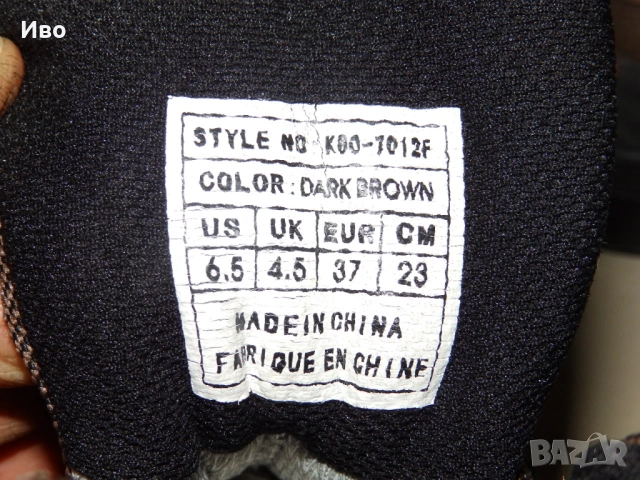 Иво
STYLE NO K00-7012F
COLOR: DARK BROWN
US UK EUR CM
6.5 4.5 37 23
MADE IN CHINA
FABRIQUE EN CHINE
BAZAR